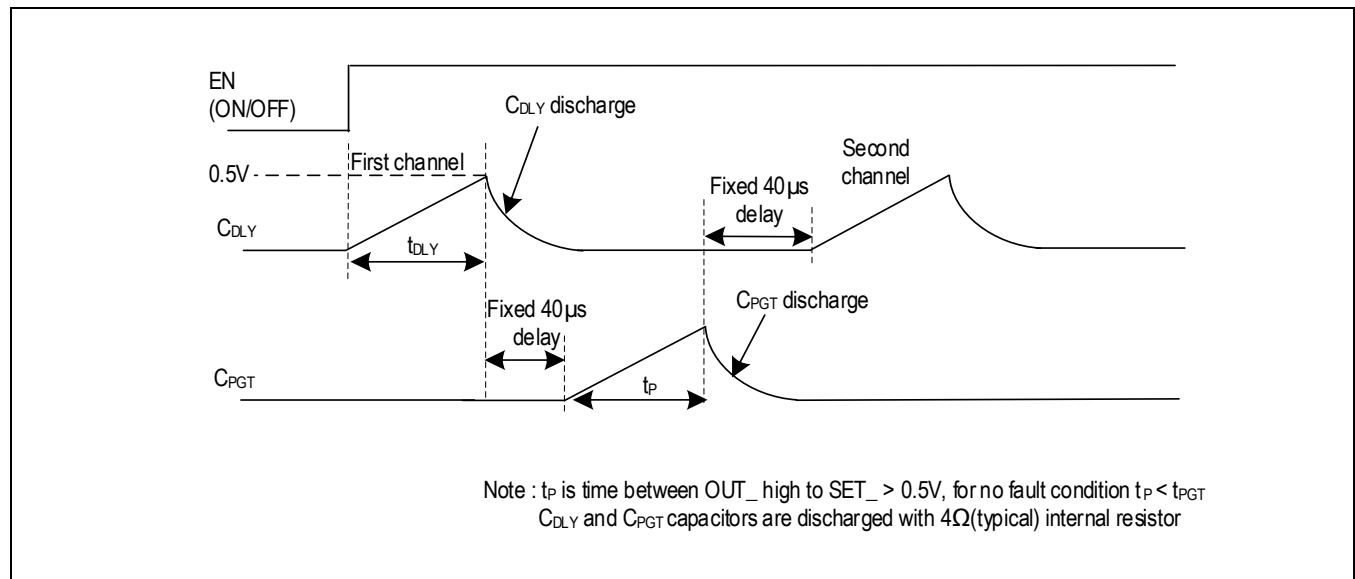 EN
(ON/OFF)
CDLY discharge
0.5V
First channel
Second
channel
Fixed 40µs
delay
CDLY
tDLY
CPGT discharge
Fixed 40µs
delay
CPGT
tP
Note : tP is time between OUT_ high to SET_ > 0.5V, for no fault condition tP < tPGT
CDLY and CPGT capacitors are discharged with 4Ω(typical) internal resistor